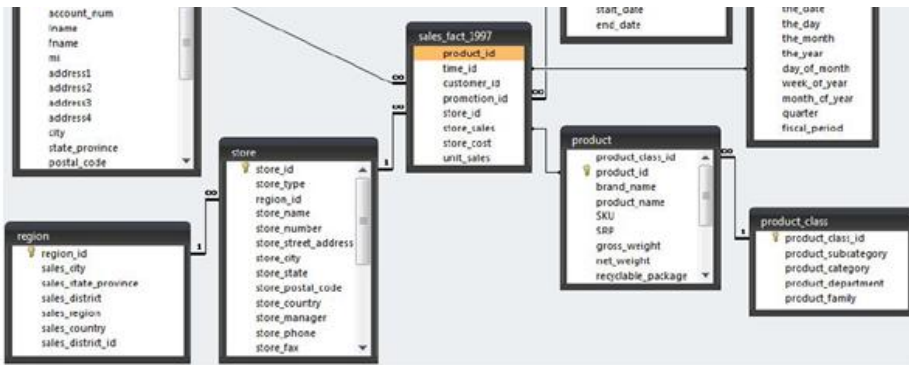 account_num
lname
fname
mi
address1
address2
address3
address4
city
state_province
postal_code
sales_fact_1997
product_id
time_id
customer_id
promotion_id
store_id
store_sales
store_cost
unit_sales
start_date
end_date
the_date
the_day
the_month
the_year
day_of_month
week_of_year
month_of_year
quarter
fiscal_period
store
store_id
store_type
region_id
store_name
store_number
store_street_address
store_city
store_state
store_postal_code
store_country
store_manager
store_phone
store_fax
product
product_class_id
product_id
brand_name
product_name
SKU
SRP
gross_weight
net_weight
recyclable_package
region
region_id
sales_city
sales_state_province
sales_district
sales_region
sales_country
sales_district_id
product_class
product_class_id
product_subcategory
product_category
product_department
product_family
∞
∞
∞
1
∞
1
∞
1